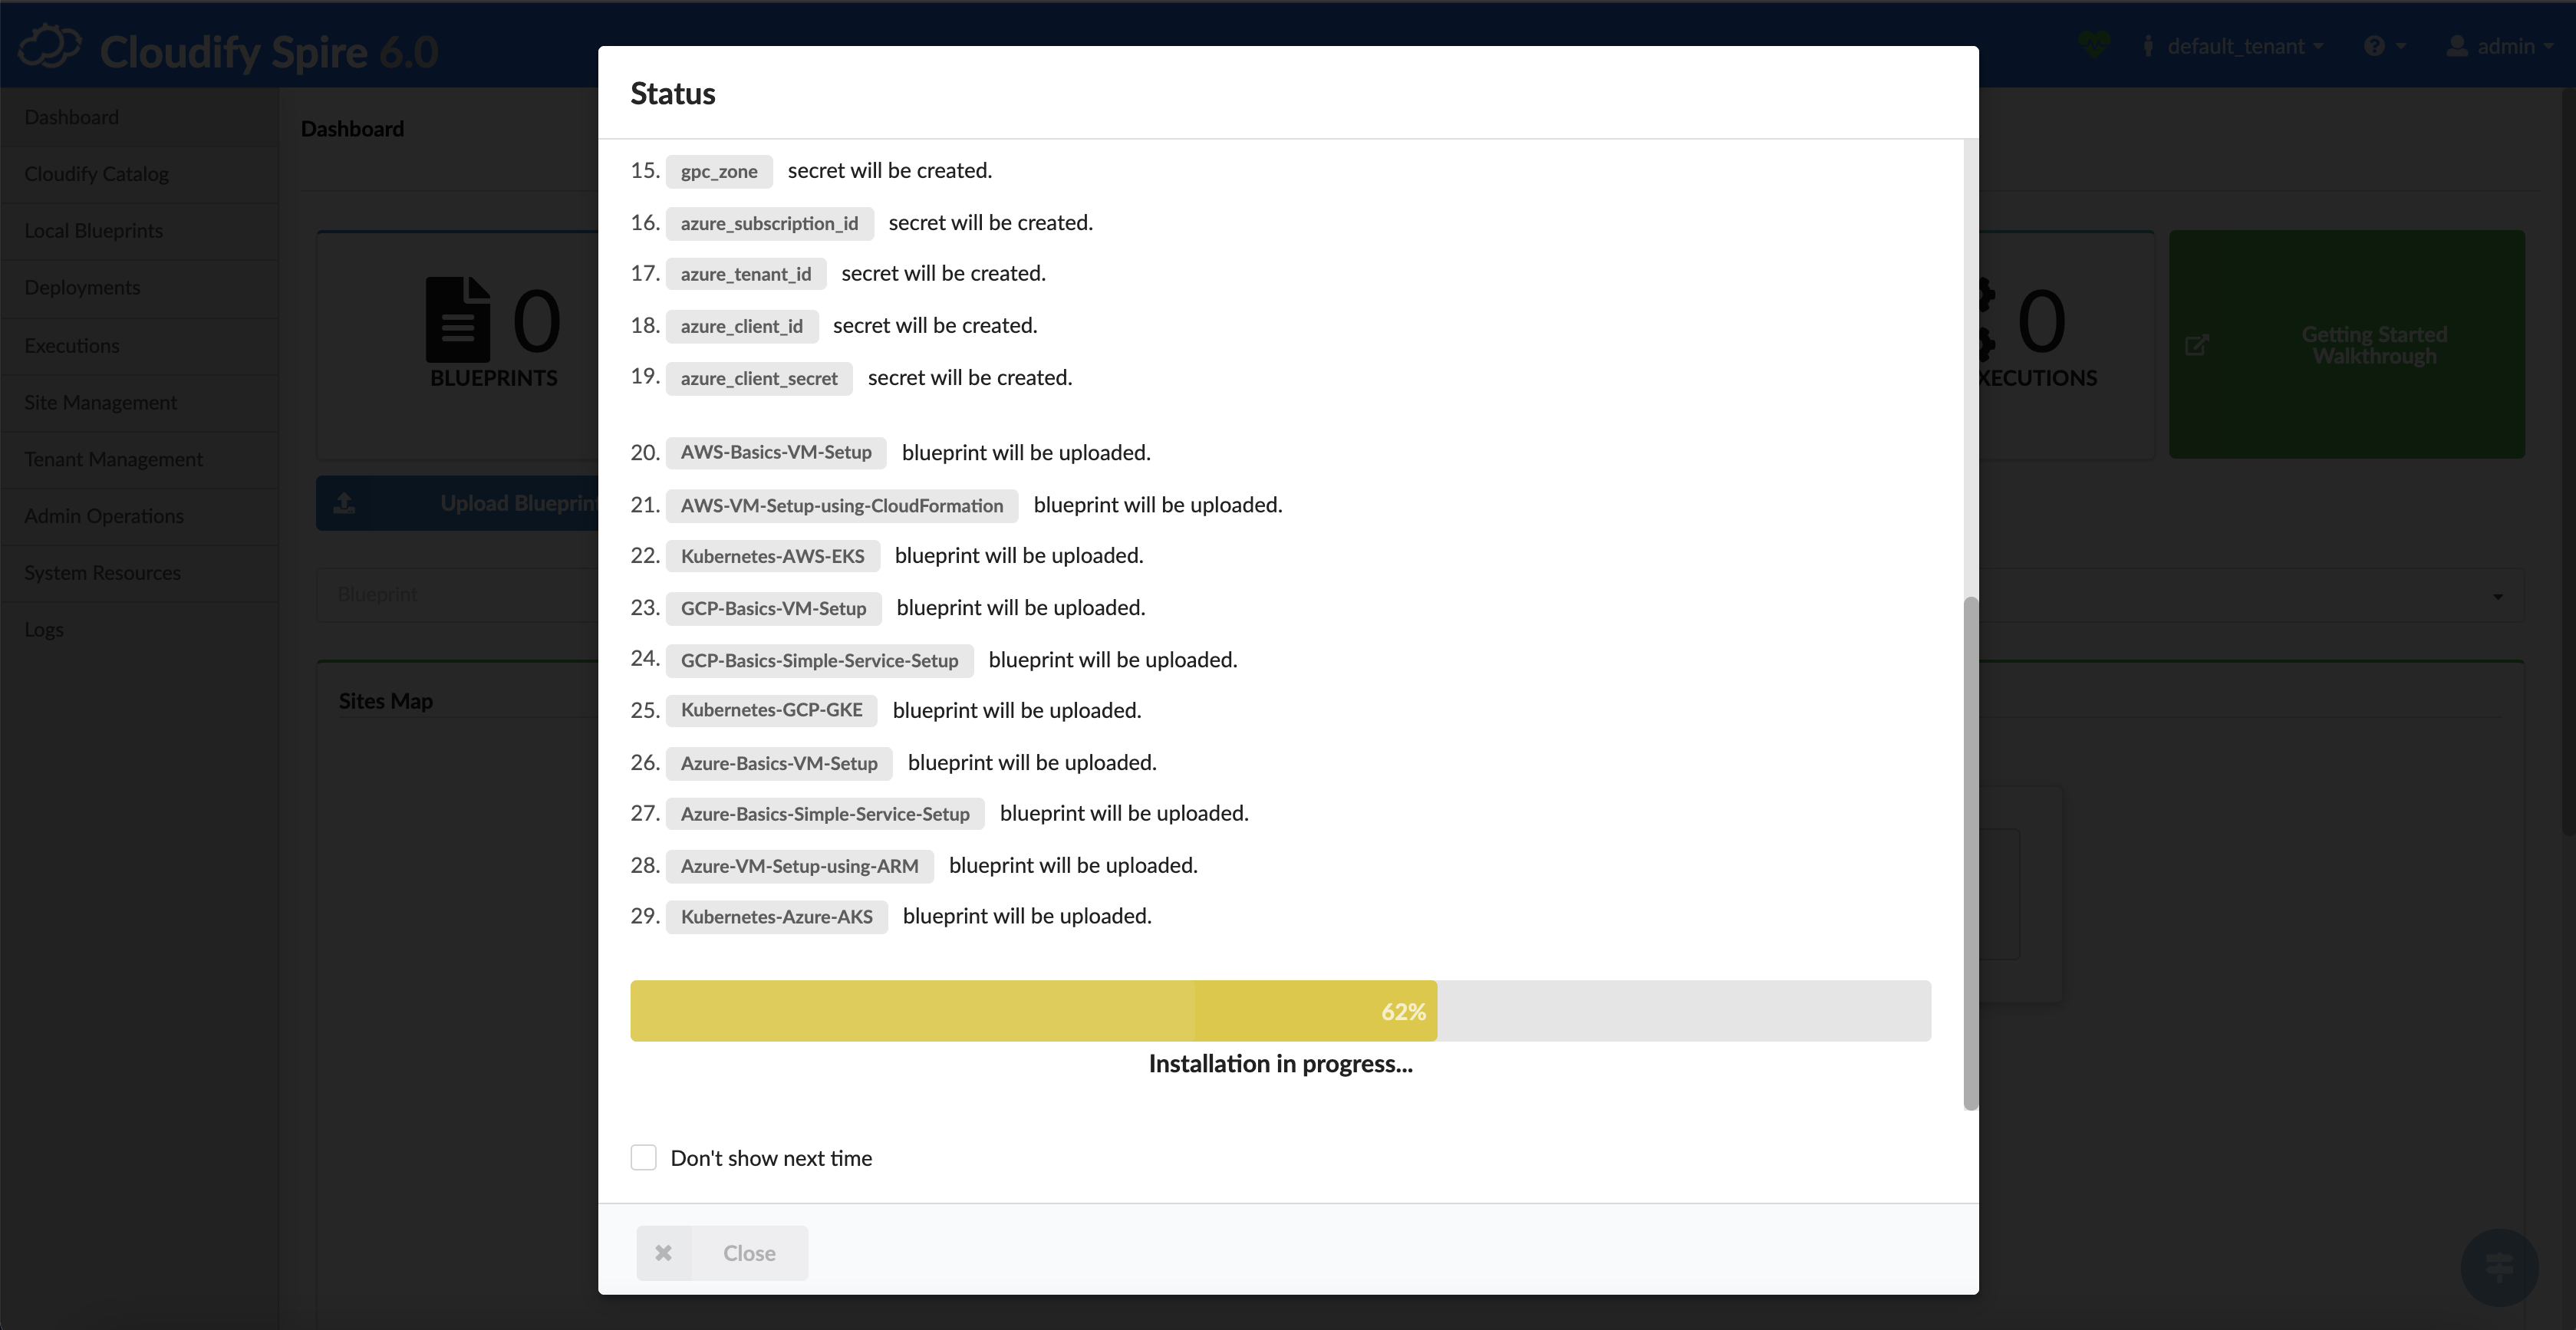 Cloudify Spire 6.0
default_tenant
admin
Dashboard
Cloudify Catalog
Local Blueprints
Deployments
Executions
Site Management
Tenant Management
Admin Operations
System Resources
Logs
Dashboard
0
BLUEPRINTS
Upload Blueprint
Blueprint
Sites Map
Status
15. gpc_zone secret will be created.
16. azure_subscription_id secret will be created.
17. azure_tenant_id secret will be created.
18. azure_client_id secret will be created.
19. azure_client_secret secret will be created.
20. AWS-Basics-VM-Setup blueprint will be uploaded.
21. AWS-VM-Setup-using-CloudFormation blueprint will be uploaded.
22. Kubernetes-AWS-EKS blueprint will be uploaded.
23. GCP-Basics-VM-Setup blueprint will be uploaded.
24. GCP-Basics-Simple-Service-Setup blueprint will be uploaded.
25. Kubernetes-GCP-GKE blueprint will be uploaded.
26. Azure-Basics-VM-Setup blueprint will be uploaded.
27. Azure-Basics-Simple-Service-Setup blueprint will be uploaded.
28. Azure-VM-Setup-using-ARM blueprint will be uploaded.
29. Kubernetes-Azure-AKS blueprint will be uploaded.
62%
Installation in progress...
Don't show next time
Close
0
XECUTIONS
Getting Started
Walkthrough